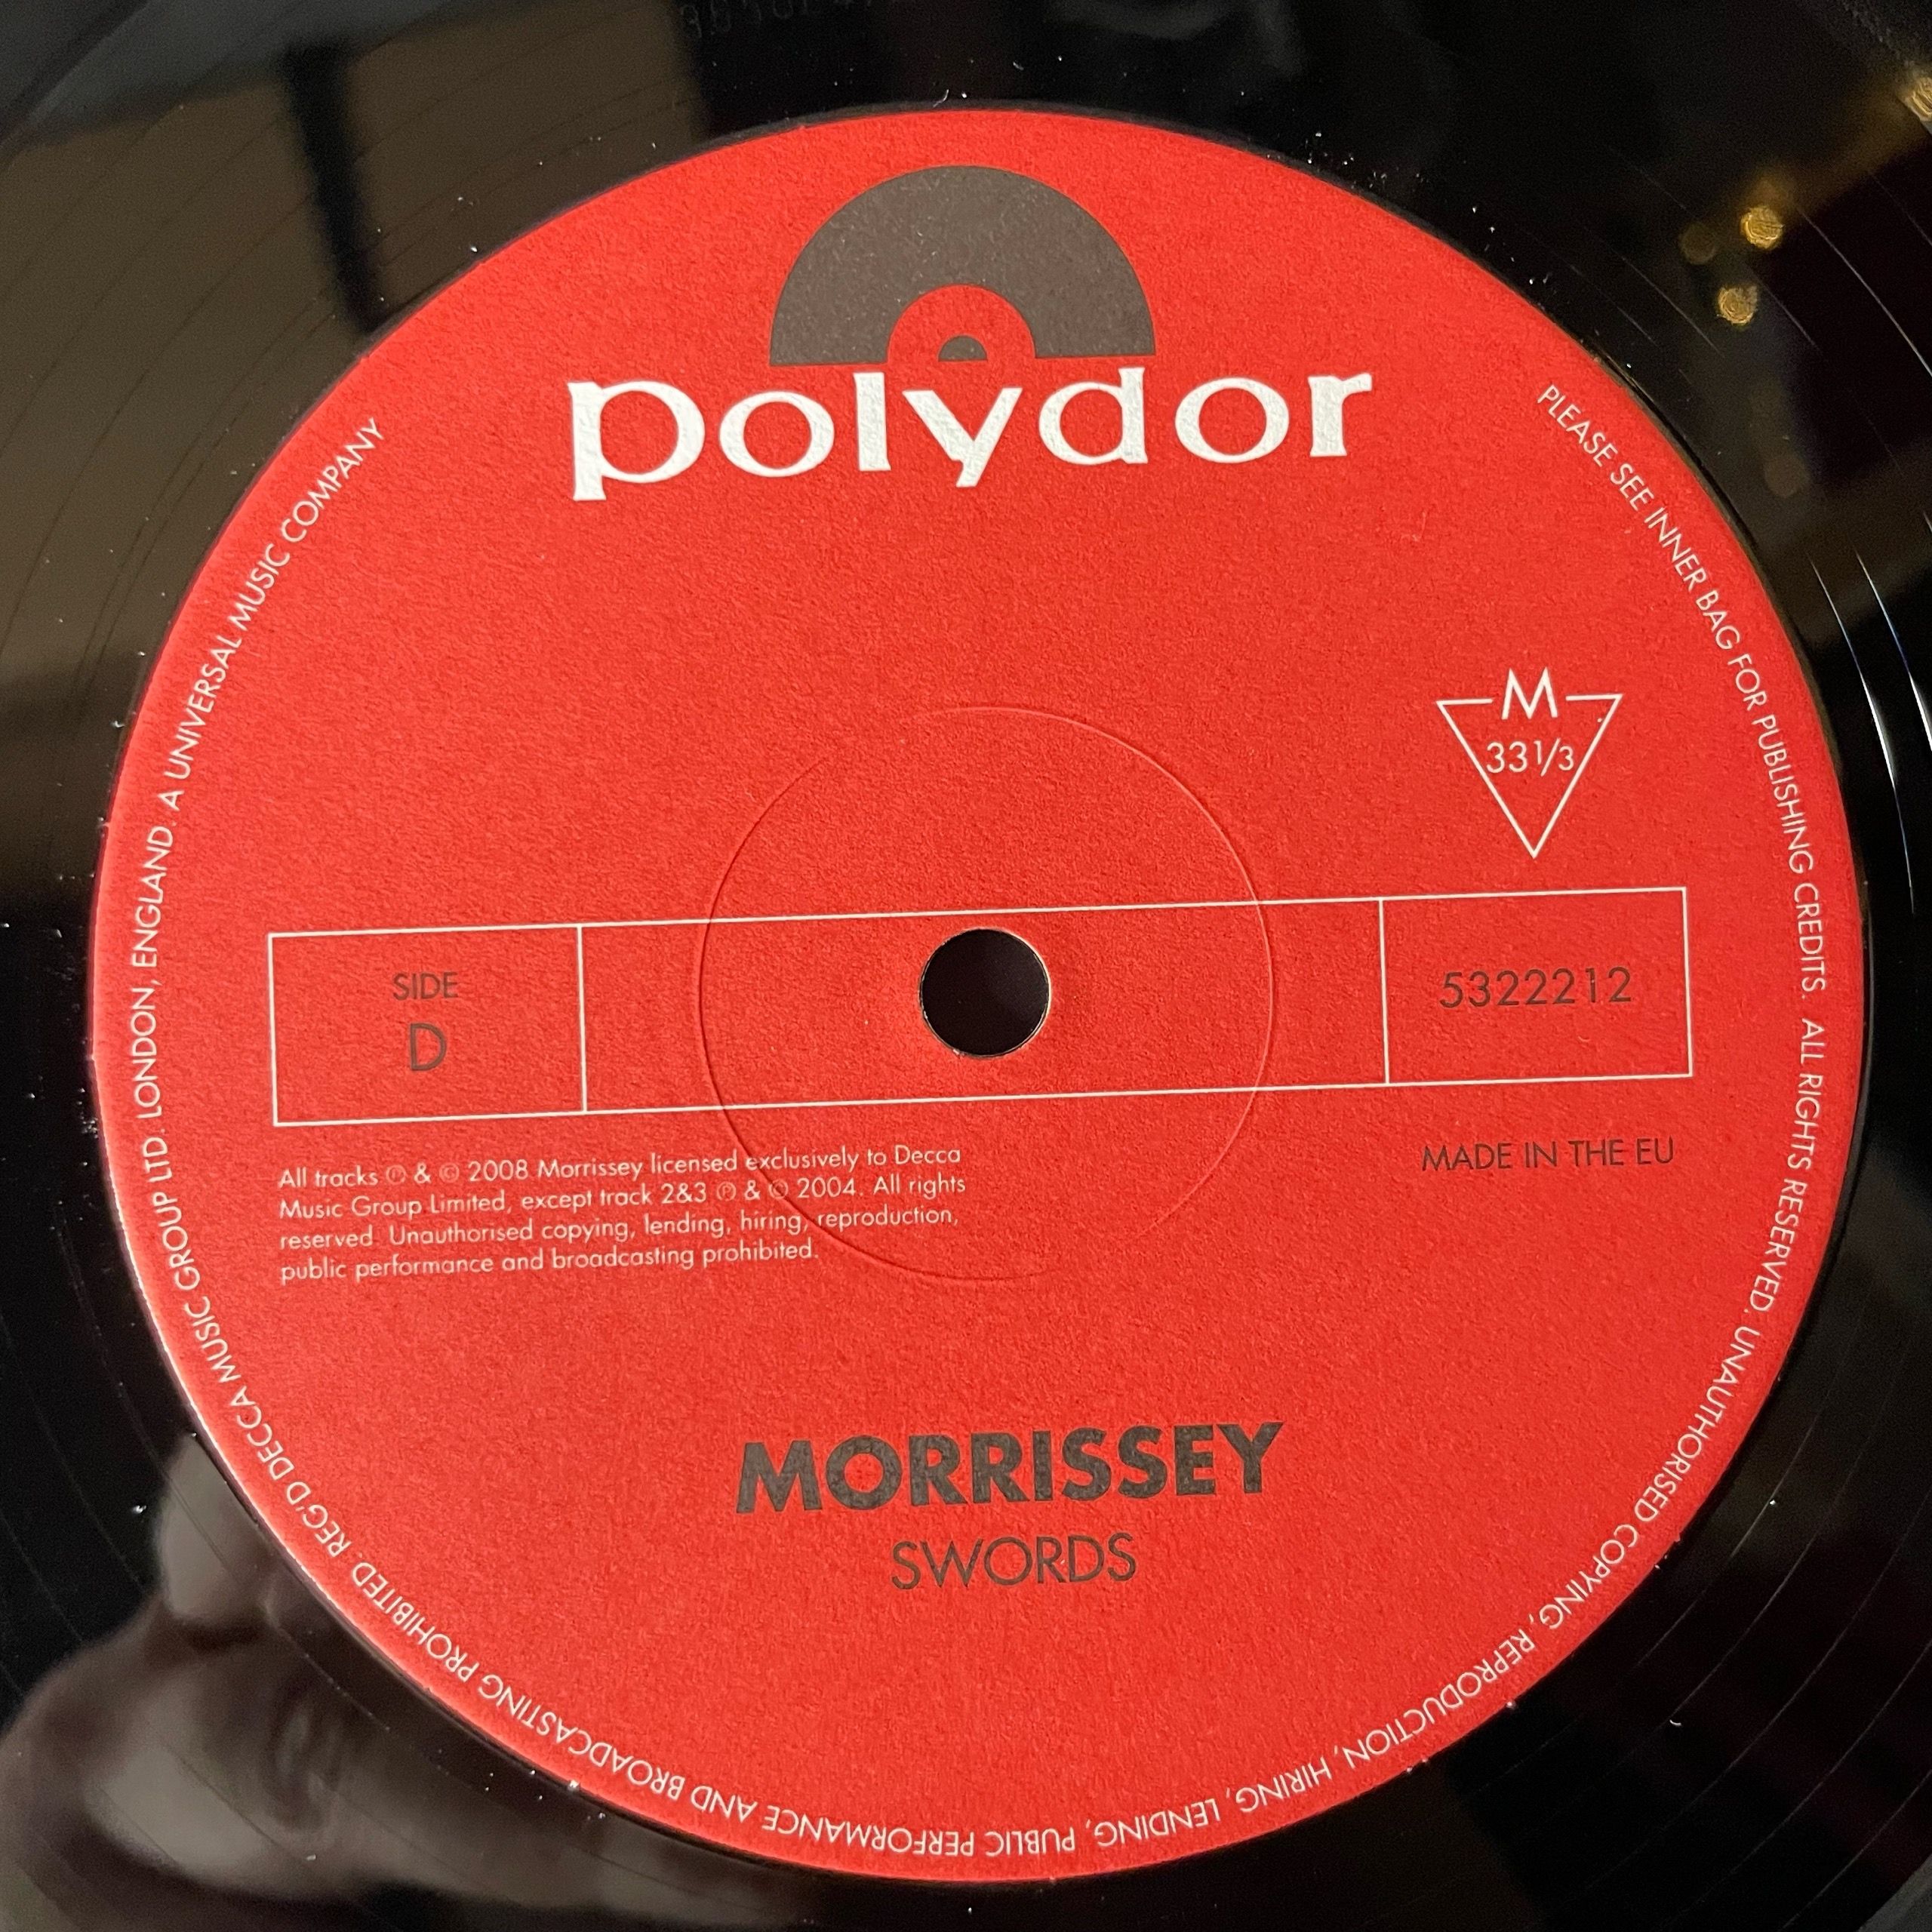 polydor
M
33 1/3
SIDE
D
5322212
All tracks ℗ & © 2008 Morrissey licensed exclusively to Decca
Music Group Limited, except track 2&3 ℗ & © 2004. All rights
reserved. Unauthorised copying, lending, hiring, reproduction,
public performance and broadcasting prohibited.
MADE IN THE EU
MORRISSEY
SWORDS
PLEASE SEE INNER BAG FOR PUBLISHING CREDITS. ALL RIGHTS RESERVED. UNAUTHORISED COPYING, REPRODUCTION, HIRING, LENDING, PUBLIC PERFORMANCE AND BROADCASTING PROHIBITED. REG'D DECCA MUSIC GROUP LTD. LONDON, ENGLAND. A UNIVERSAL MUSIC COMPANY